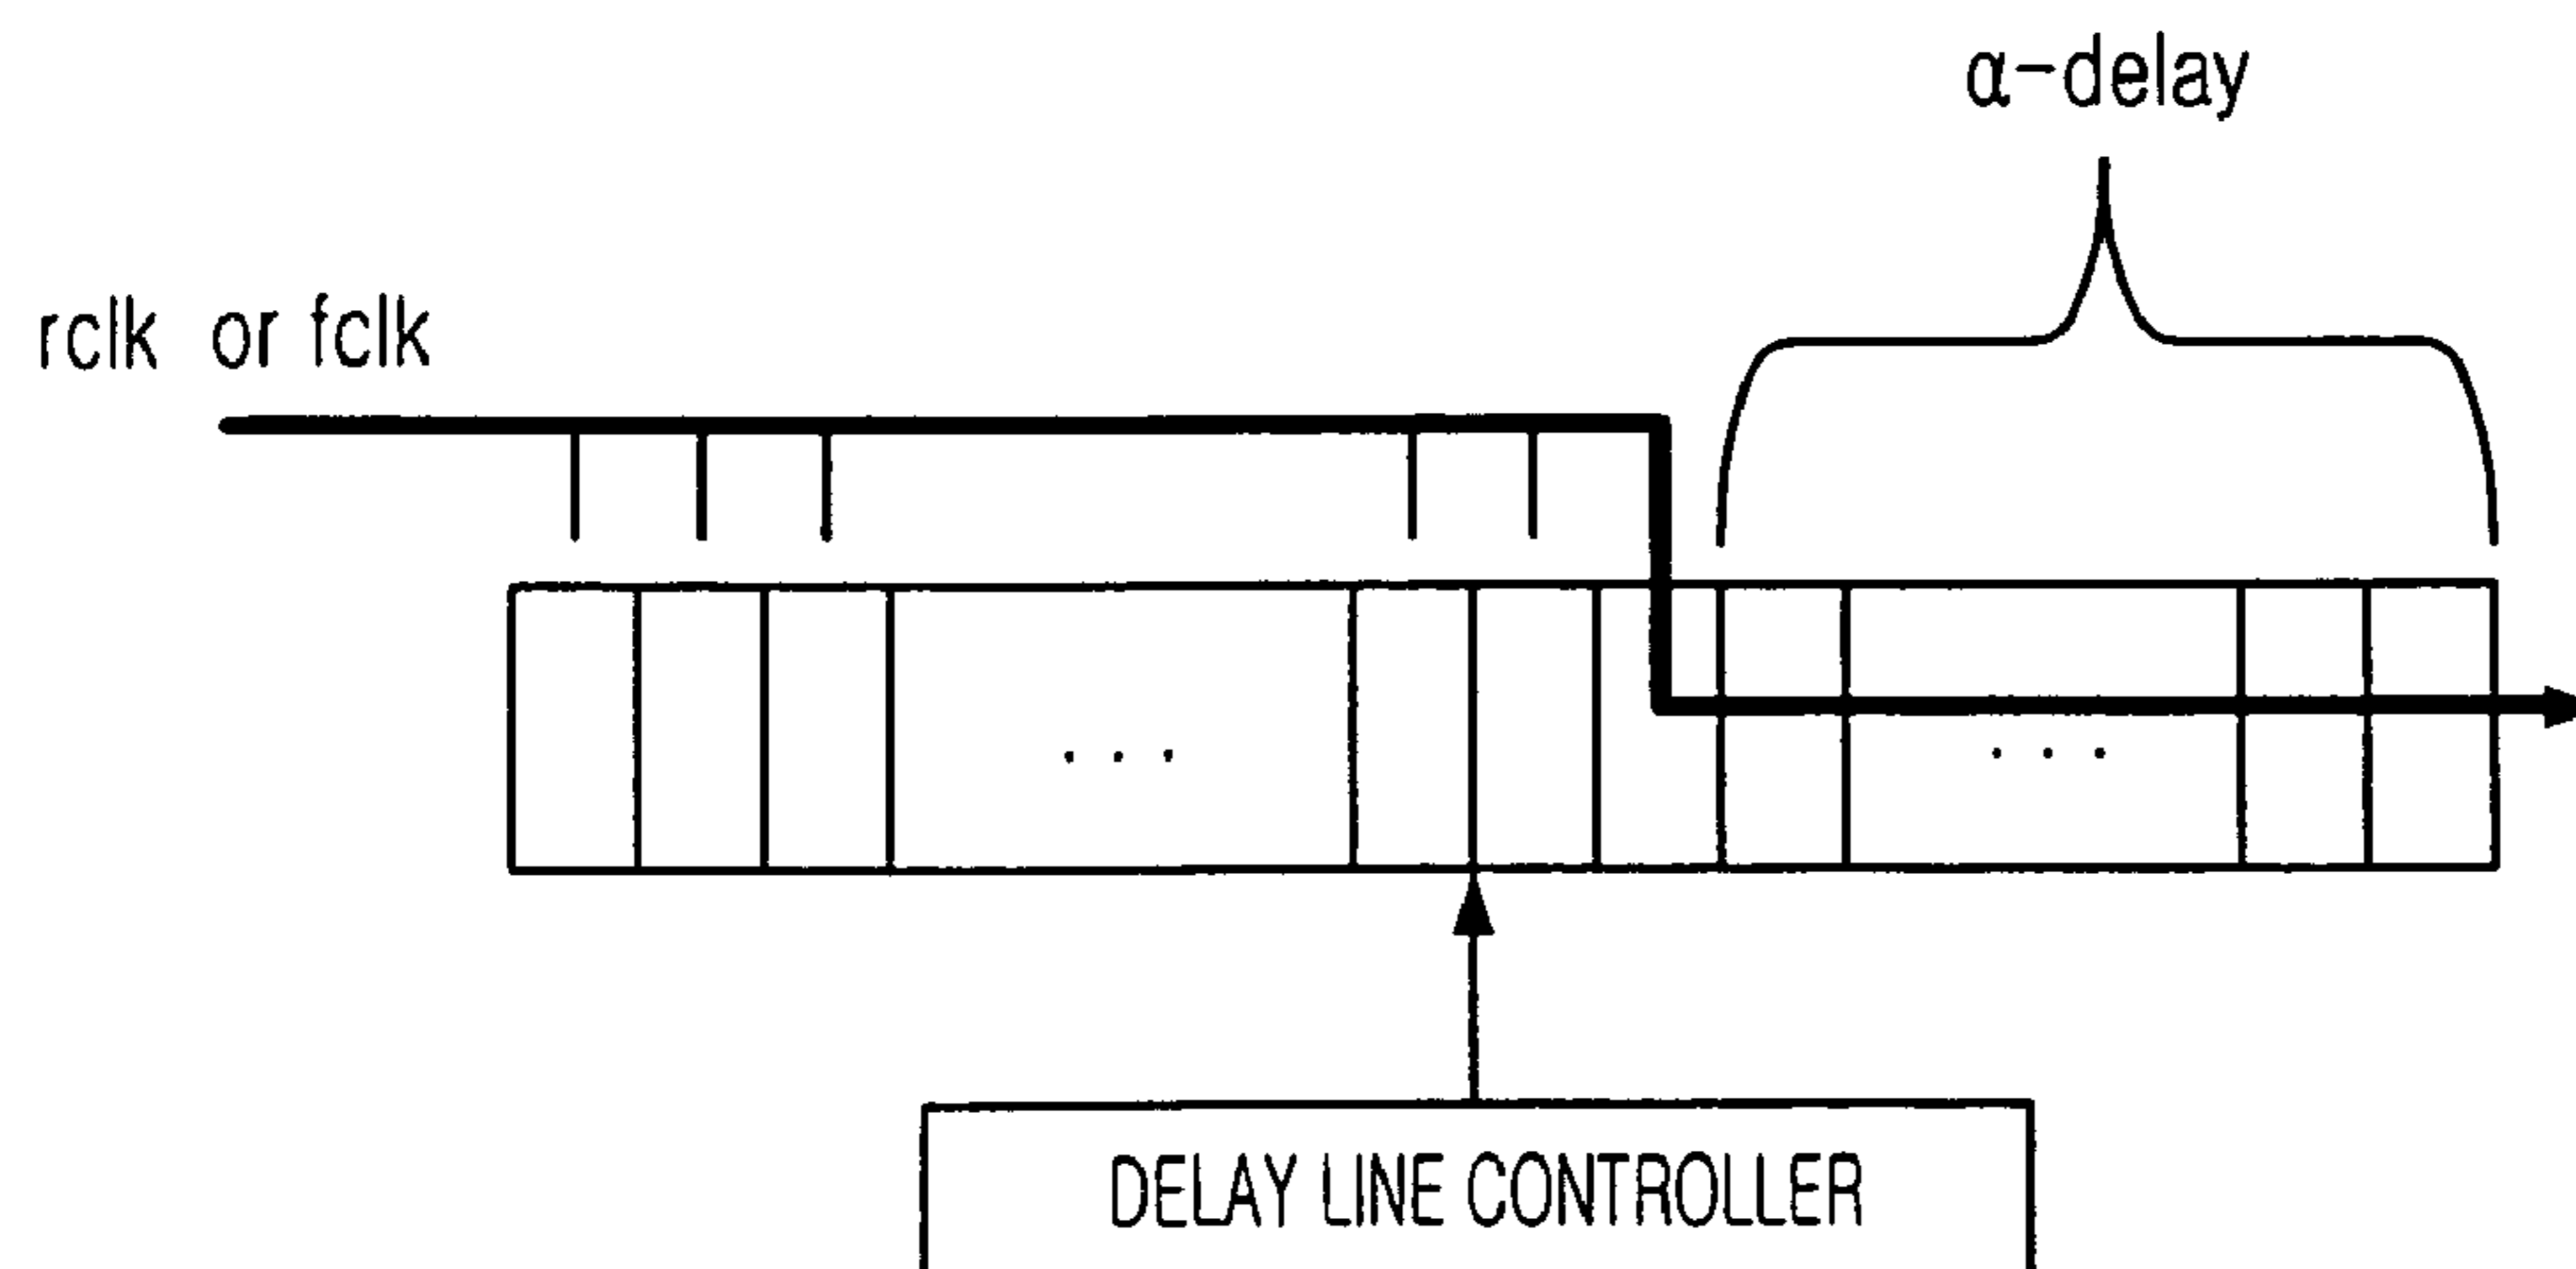 α-delay
rclk or fclk
. . .
. . .
DELAY LINE CONTROLLER